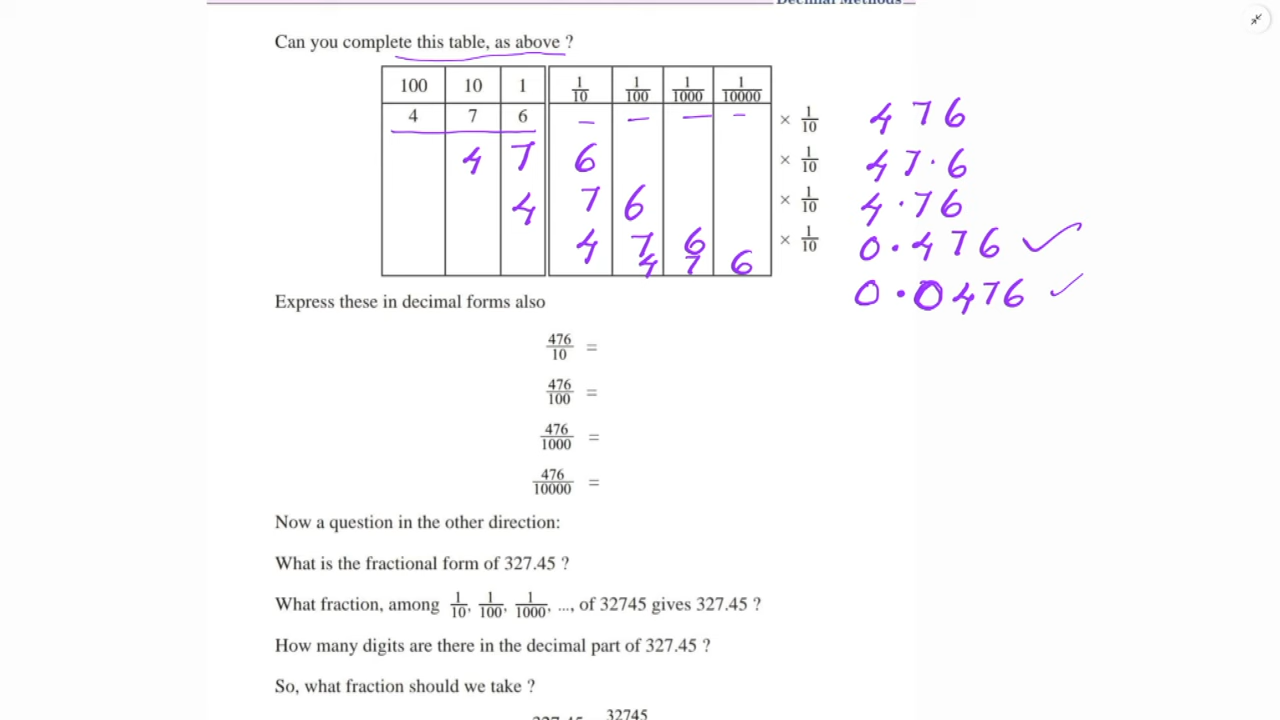 Decimal Methods
Can you complete this table, as above ?
100 10 1 1/10 1/100 1/1000 1/10000
4 7 6 - - - - × 1/10 476
4 7 6 × 1/10 47.6
4 7 6 × 1/10 4.76
4 7 6 × 1/10 0.476 ✓
4 7 6 0.0476 ✓
Express these in decimal forms also
476/10 =
476/100 =
476/1000 =
476/10000 =
Now a question in the other direction:
What is the fractional form of 327.45 ?
What fraction, among 1/10, 1/100, 1/1000, ..., of 32745 gives 327.45 ?
How many digits are there in the decimal part of 327.45 ?
So, what fraction should we take ?
327.45 = 32745